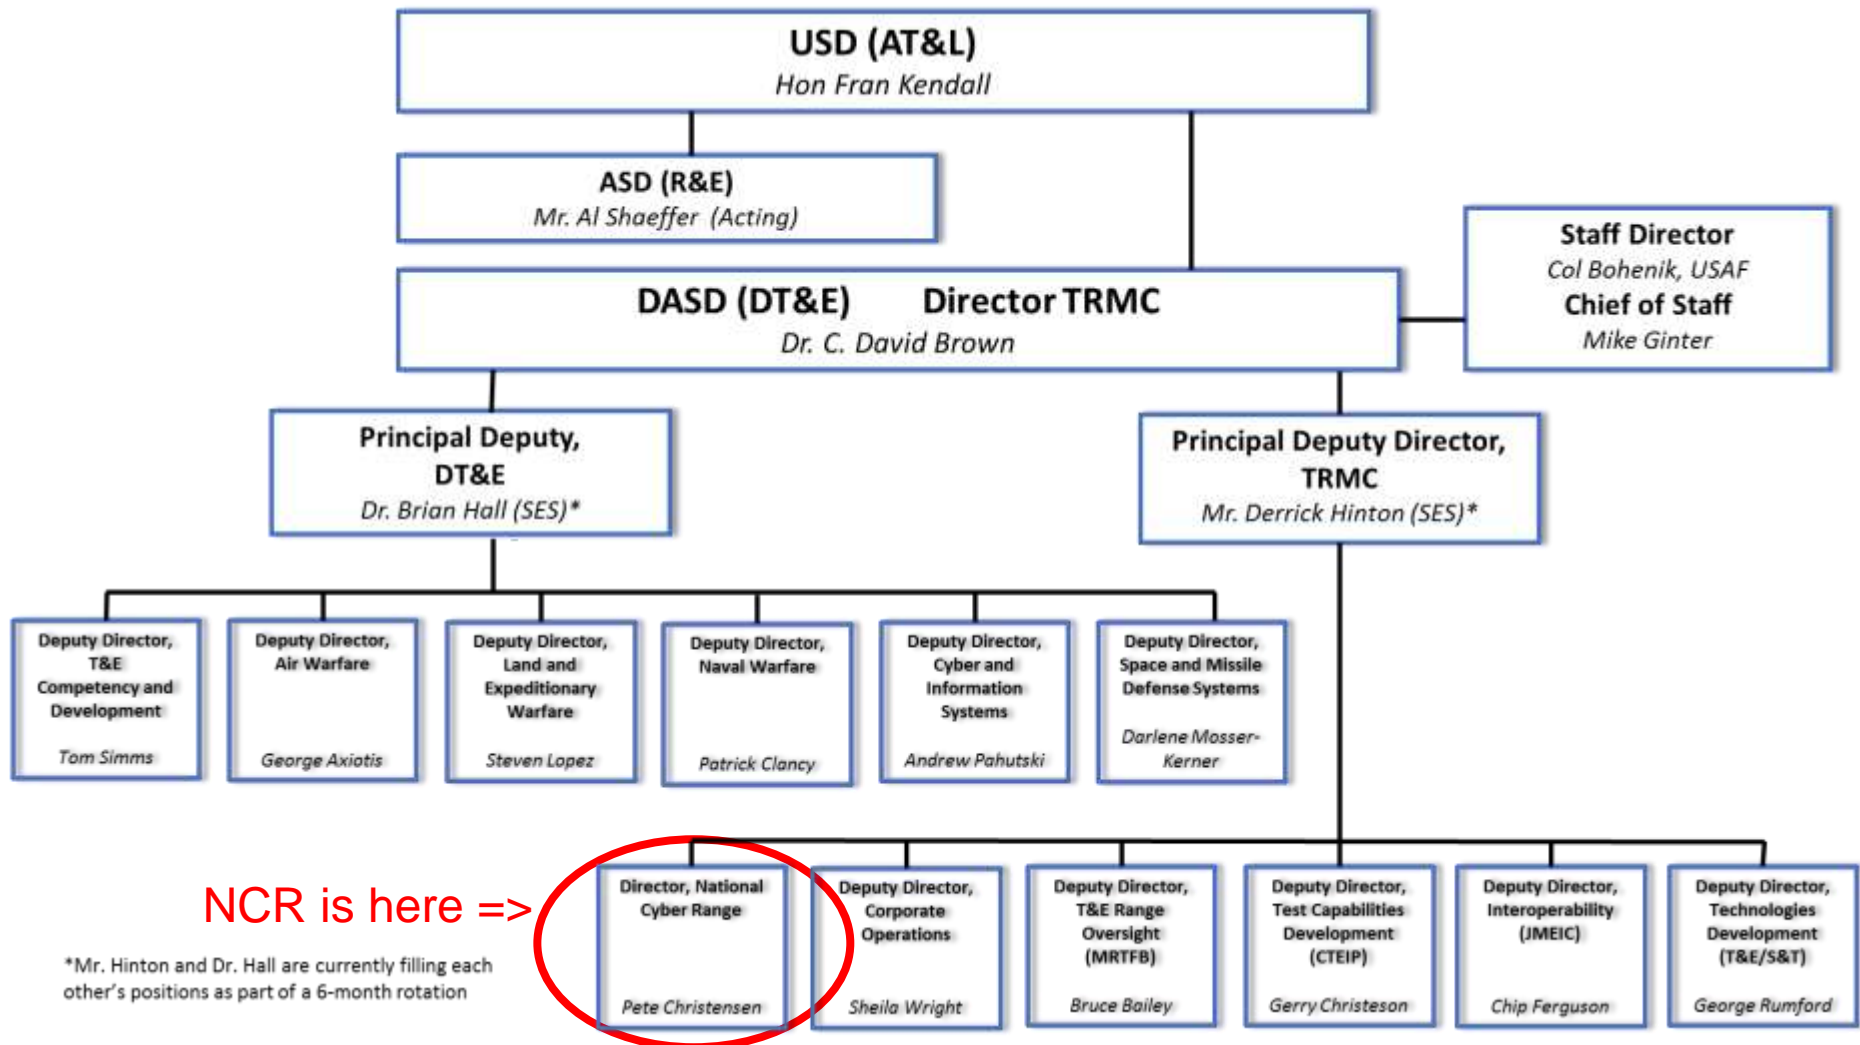 USD (AT&L)
Hon Fran Kendall
ASD (R&E)
Mr. Al Shaeffer (Acting)
Staff Director
Col Bohenik, USAF
Chief of Staff
Mike Ginter
DASD (DT&E) Director TRMC
Dr. C. David Brown
Principal Deputy,
DT&E
Dr. Brian Hall (SES)*
Principal Deputy Director,
TRMC
Mr. Derrick Hinton (SES)*
Deputy Director,
T&E
Competency and
Development
Tom Simms
Deputy Director,
Air Warfare
George Axiotis
Deputy Director,
Land and
Expeditionary
Warfare
Steven Lopez
Deputy Director,
Naval Warfare
Patrick Clancy
Deputy Director,
Cyber and
Information
Systems
Andrew Pahutski
Deputy Director,
Space and Missile
Defense Systems
Darlene Mosser-
Kerner
NCR is here =>
*Mr. Hinton and Dr. Hall are currently filling each
other's positions as part of a 6-month rotation
Director, National
Cyber Range
Pete Christensen
Deputy Director,
Corporate
Operations
Sheila Wright
Deputy Director,
T&E Range
Oversight
(MRTFB)
Bruce Bailey
Deputy Director,
Test Capabilities
Development
(CTEIP)
Gerry Christeson
Deputy Director,
Interoperability
(JMEIC)
Chip Ferguson
Deputy Director,
Technologies
Development
(T&E/S&T)
George Rumford